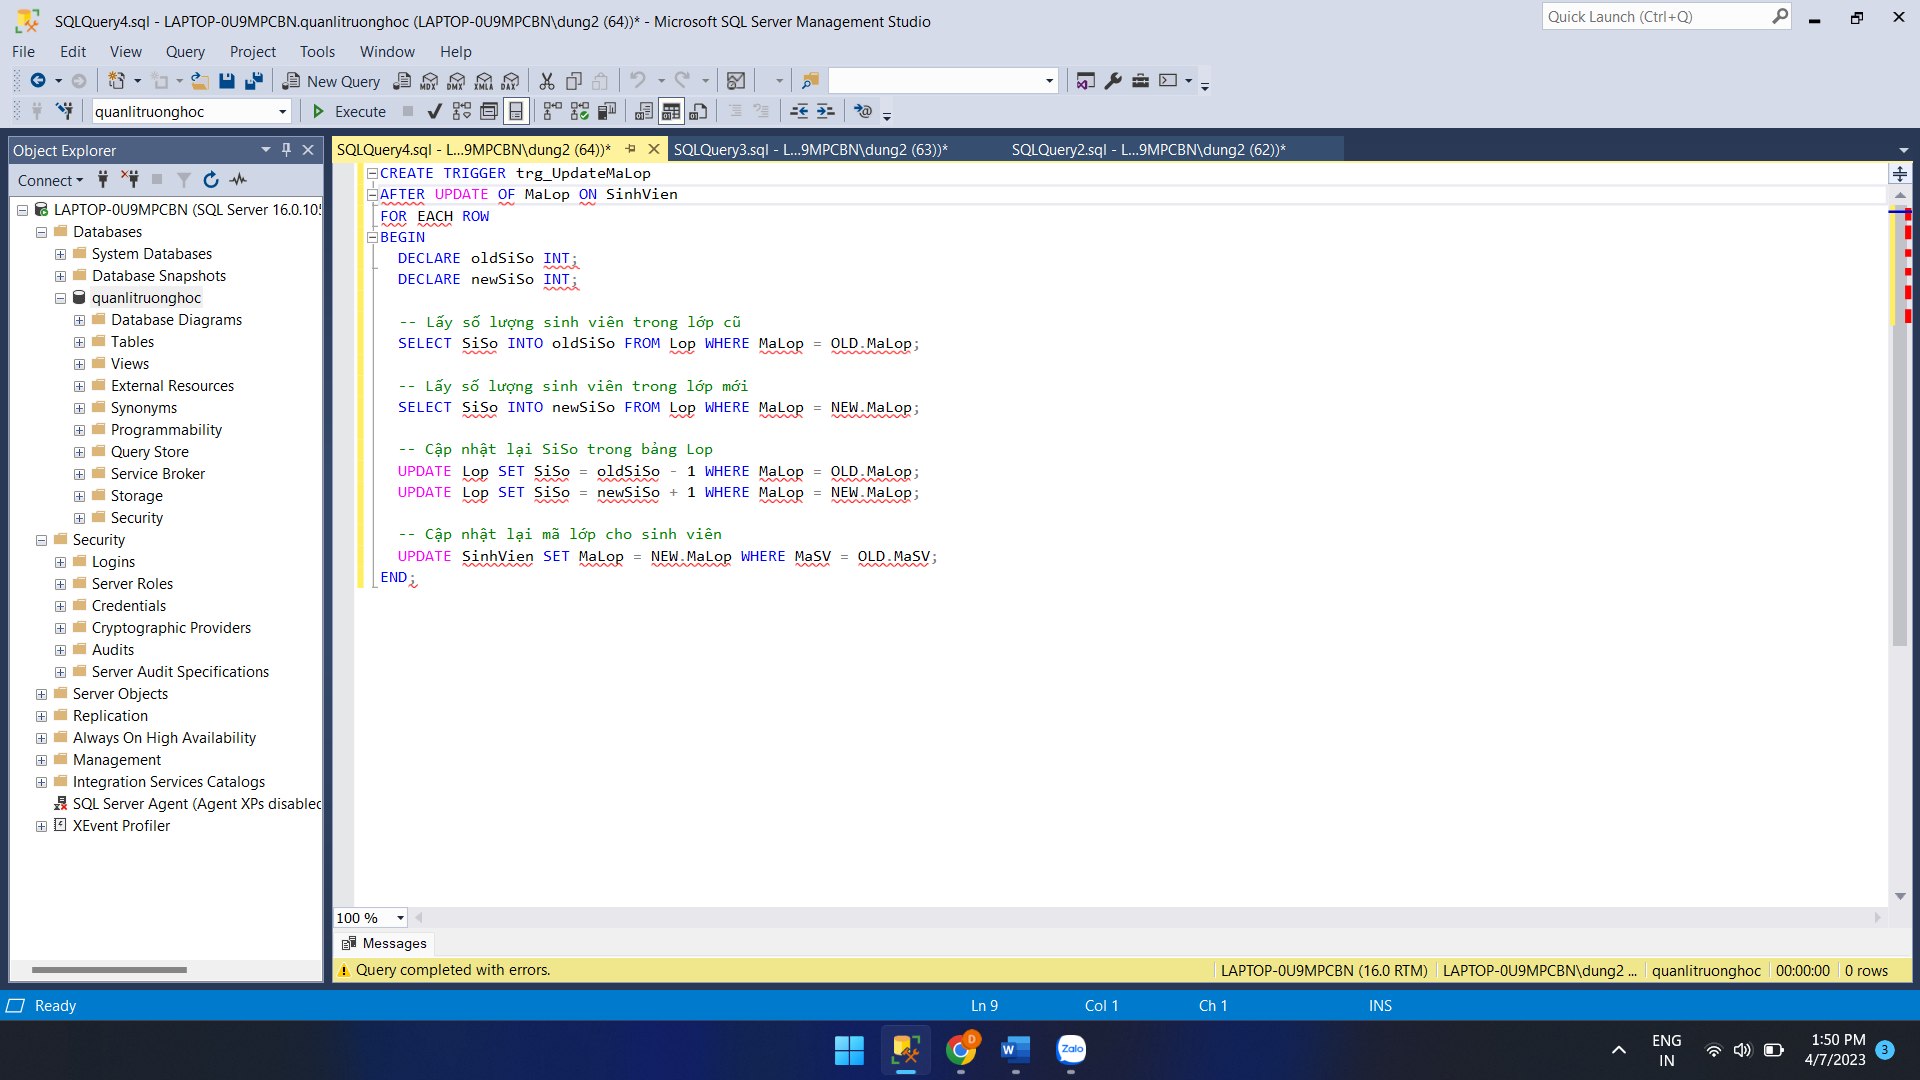 SQLQuery4.sql - LAPTOP-0U9MPCBN.quanlitruonghoc (LAPTOP-0U9MPCBN\dung2 (64))* - Microsoft SQL Server Management Studio
Quick Launch (Ctrl+Q)
File Edit View Query Project Tools Window Help
New Query
MDX DMX XMLA DAX
quanlitruonghoc
Execute
Object Explorer
SQLQuery4.sql - L...9MPCBN\dung2 (64))*
SQLQuery3.sql - L...9MPCBN\dung2 (63))*
SQLQuery2.sql - L...9MPCBN\dung2 (62))*
Connect
LAPTOP-0U9MPCBN (SQL Server 16.0.105
Databases
System Databases
Database Snapshots
quanlitruonghoc
Database Diagrams
Tables
Views
External Resources
Synonyms
Programmability
Query Store
Service Broker
Storage
Security
Security
Logins
Server Roles
Credentials
Cryptographic Providers
Audits
Server Audit Specifications
Server Objects
Replication
Always On High Availability
Management
Integration Services Catalogs
SQL Server Agent (Agent XPs disabled
XEvent Profiler
CREATE TRIGGER trg_UpdateMaLop
AFTER UPDATE OF MaLop ON SinhVien
FOR EACH ROW
BEGIN
DECLARE oldSiSo INT;
DECLARE newSiSo INT;
-- Lấy số lượng sinh viên trong lớp cũ
SELECT SiSo INTO oldSiSo FROM Lop WHERE MaLop = OLD.MaLop;
-- Lấy số lượng sinh viên trong lớp mới
SELECT SiSo INTO newSiSo FROM Lop WHERE MaLop = NEW.MaLop;
-- Cập nhật lại SiSo trong bảng Lop
UPDATE Lop SET SiSo = oldSiSo - 1 WHERE MaLop = OLD.MaLop;
UPDATE Lop SET SiSo = newSiSo + 1 WHERE MaLop = NEW.MaLop;
-- Cập nhật lại mã lớp cho sinh viên
UPDATE SinhVien SET MaLop = NEW.MaLop WHERE MaSV = OLD.MaSV;
END;
100 %
Messages
Query completed with errors.
LAPTOP-0U9MPCBN (16.0 RTM)
LAPTOP-0U9MPCBN\dung2 ...
quanlitruonghoc
00:00:00
0 rows
Ready
Ln 9
Col 1
Ch 1
INS
D
W
Zalo
ENG
IN
1:50 PM
4/7/2023
3